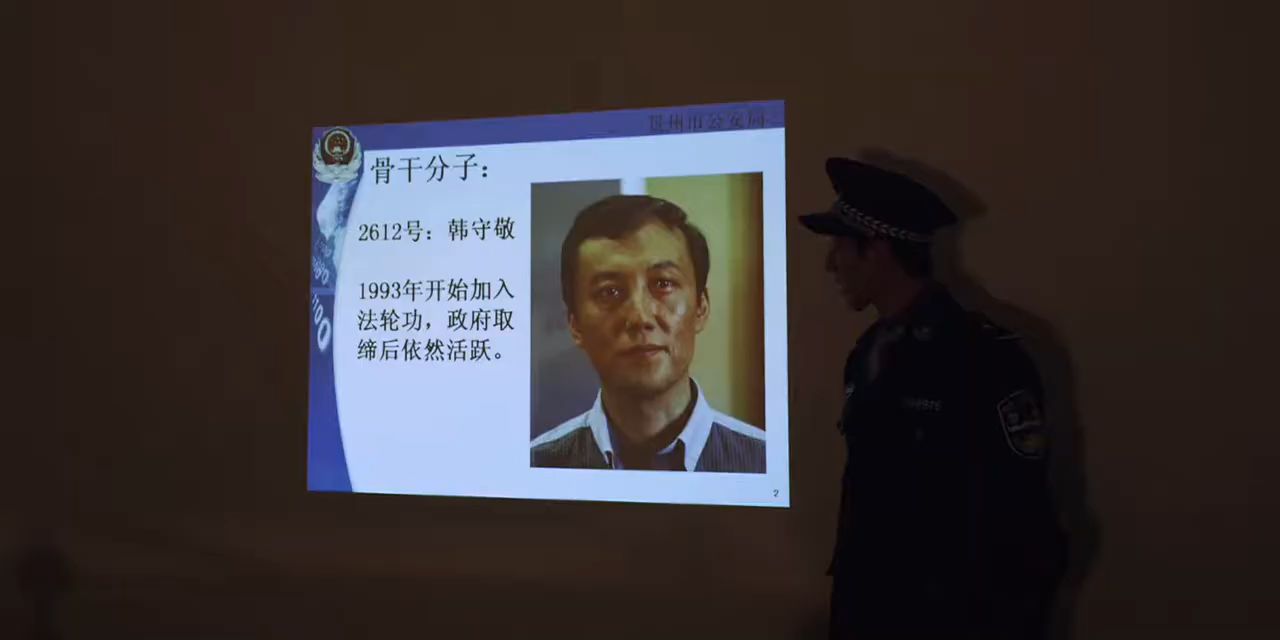 州市公安局
骨干分子：
2612号：韩守敬
1993年开始加入
法轮功，政府取
缔后依然活跃。
2